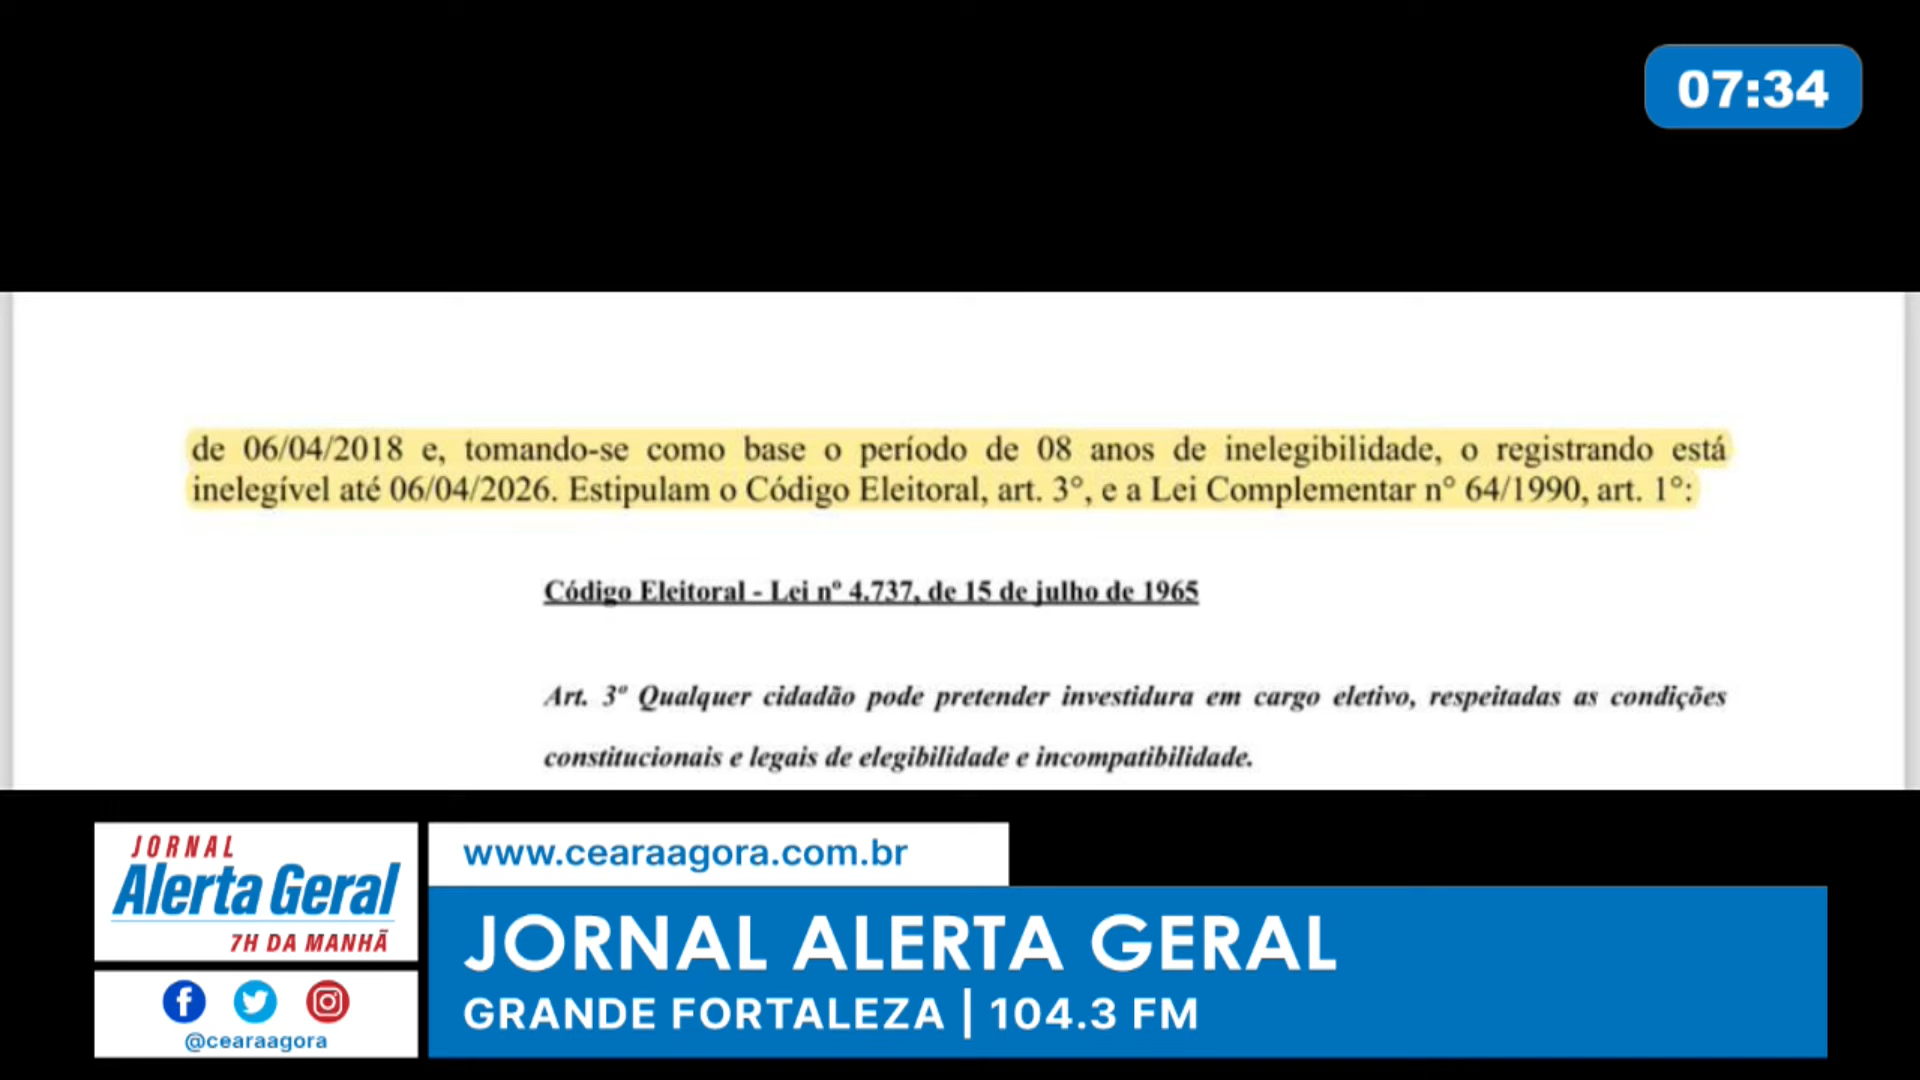 07:34
de 06/04/2018 e, tomando-se como base o período de 08 anos de inelegibilidade, o registrando está
inelegível até 06/04/2026. Estipulam o Código Eleitoral, art. 3°, e a Lei Complementar n° 64/1990, art. 1°:
Código Eleitoral - Lei nº 4.737, de 15 de julho de 1965
Art. 3º Qualquer cidadão pode pretender investidura em cargo eletivo, respeitadas as condições
constitucionais e legais de elegibilidade e incompatibilidade.
JORNAL
Alerta Geral
7H DA MANHÃ
@cearaagora
www.cearaagora.com.br
JORNAL ALERTA GERAL
GRANDE FORTALEZA | 104.3 FM